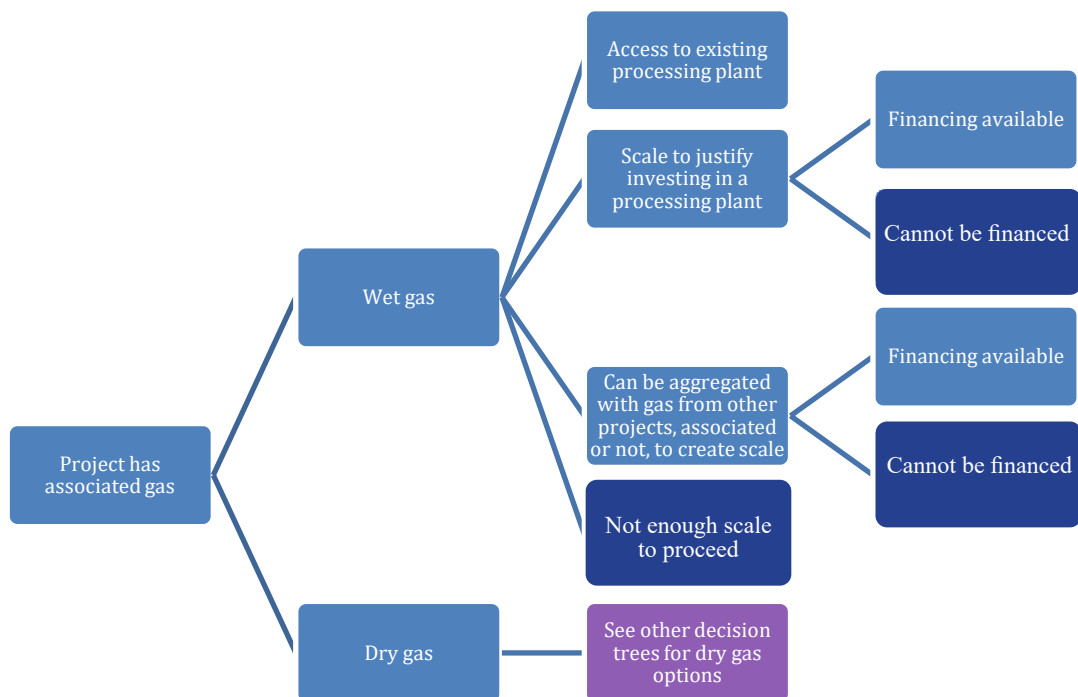 Access to existing
processing plant
Financing available
Scale to justify
investing in a
processing plant
Cannot be financed
Wet gas
Financing available
Can be aggregated
with gas from other
projects, associated
or not, to create scale
Cannot be financed
Project has
associated gas
Not enough scale
to proceed
Dry gas
See other decision
trees for dry gas
options